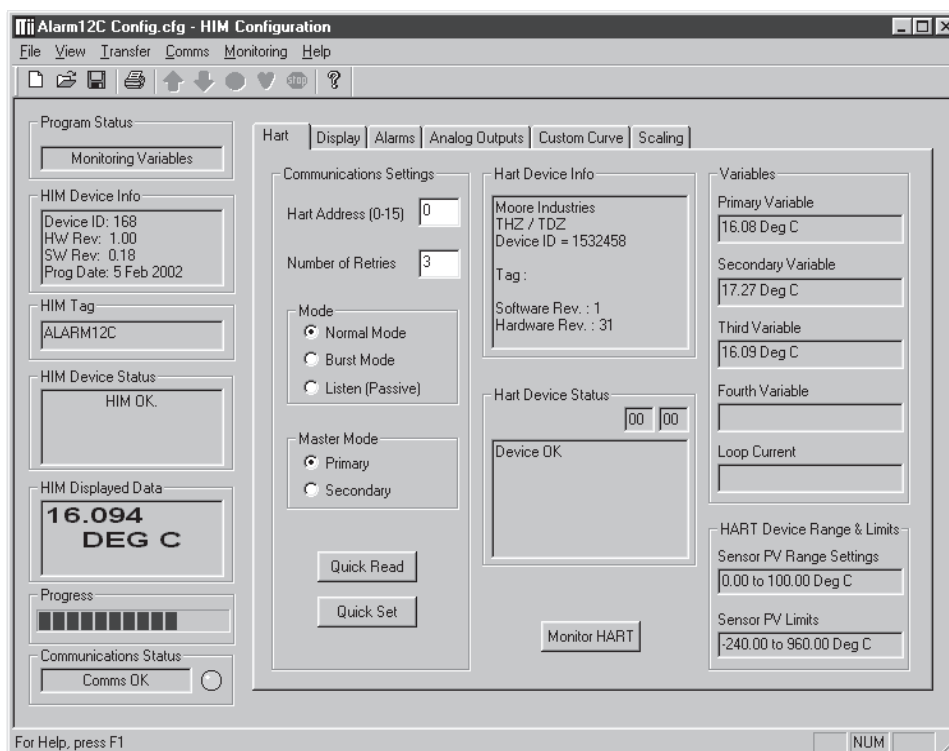 Alarm12C Config.cfg - HIM Configuration
File View Transfer Comms Monitoring Help
stop ?
Program Status
Monitoring Variables
HIM Device Info
Device ID: 168
HW Rev: 1.00
SW Rev: 0.18
Prog Date: 5 Feb 2002
HIM Tag
ALARM12C
HIM Device Status
HIM OK.
HIM Displayed Data
16.094
DEG C
Progress
Communications Status
Comms OK
Hart Display Alarms Analog Outputs Custom Curve Scaling
Communications Settings
Hart Address (0-15) 0
Number of Retries 3
Mode
Normal Mode
Burst Mode
Listen (Passive)
Master Mode
Primary
Secondary
Quick Read
Quick Set
Hart Device Info
Moore Industries
THZ / TDZ
Device ID = 1532458
Tag :
Software Rev. : 1
Hardware Rev. : 31
Hart Device Status
00 00
Device OK
Monitor HART
Variables
Primary Variable
16.08 Deg C
Secondary Variable
17.27 Deg C
Third Variable
16.09 Deg C
Fourth Variable
Loop Current
HART Device Range & Limits
Sensor PV Range Settings
0.00 to 100.00 Deg C
Sensor PV Limits
-240.00 to 960.00 Deg C
For Help, press F1
NUM